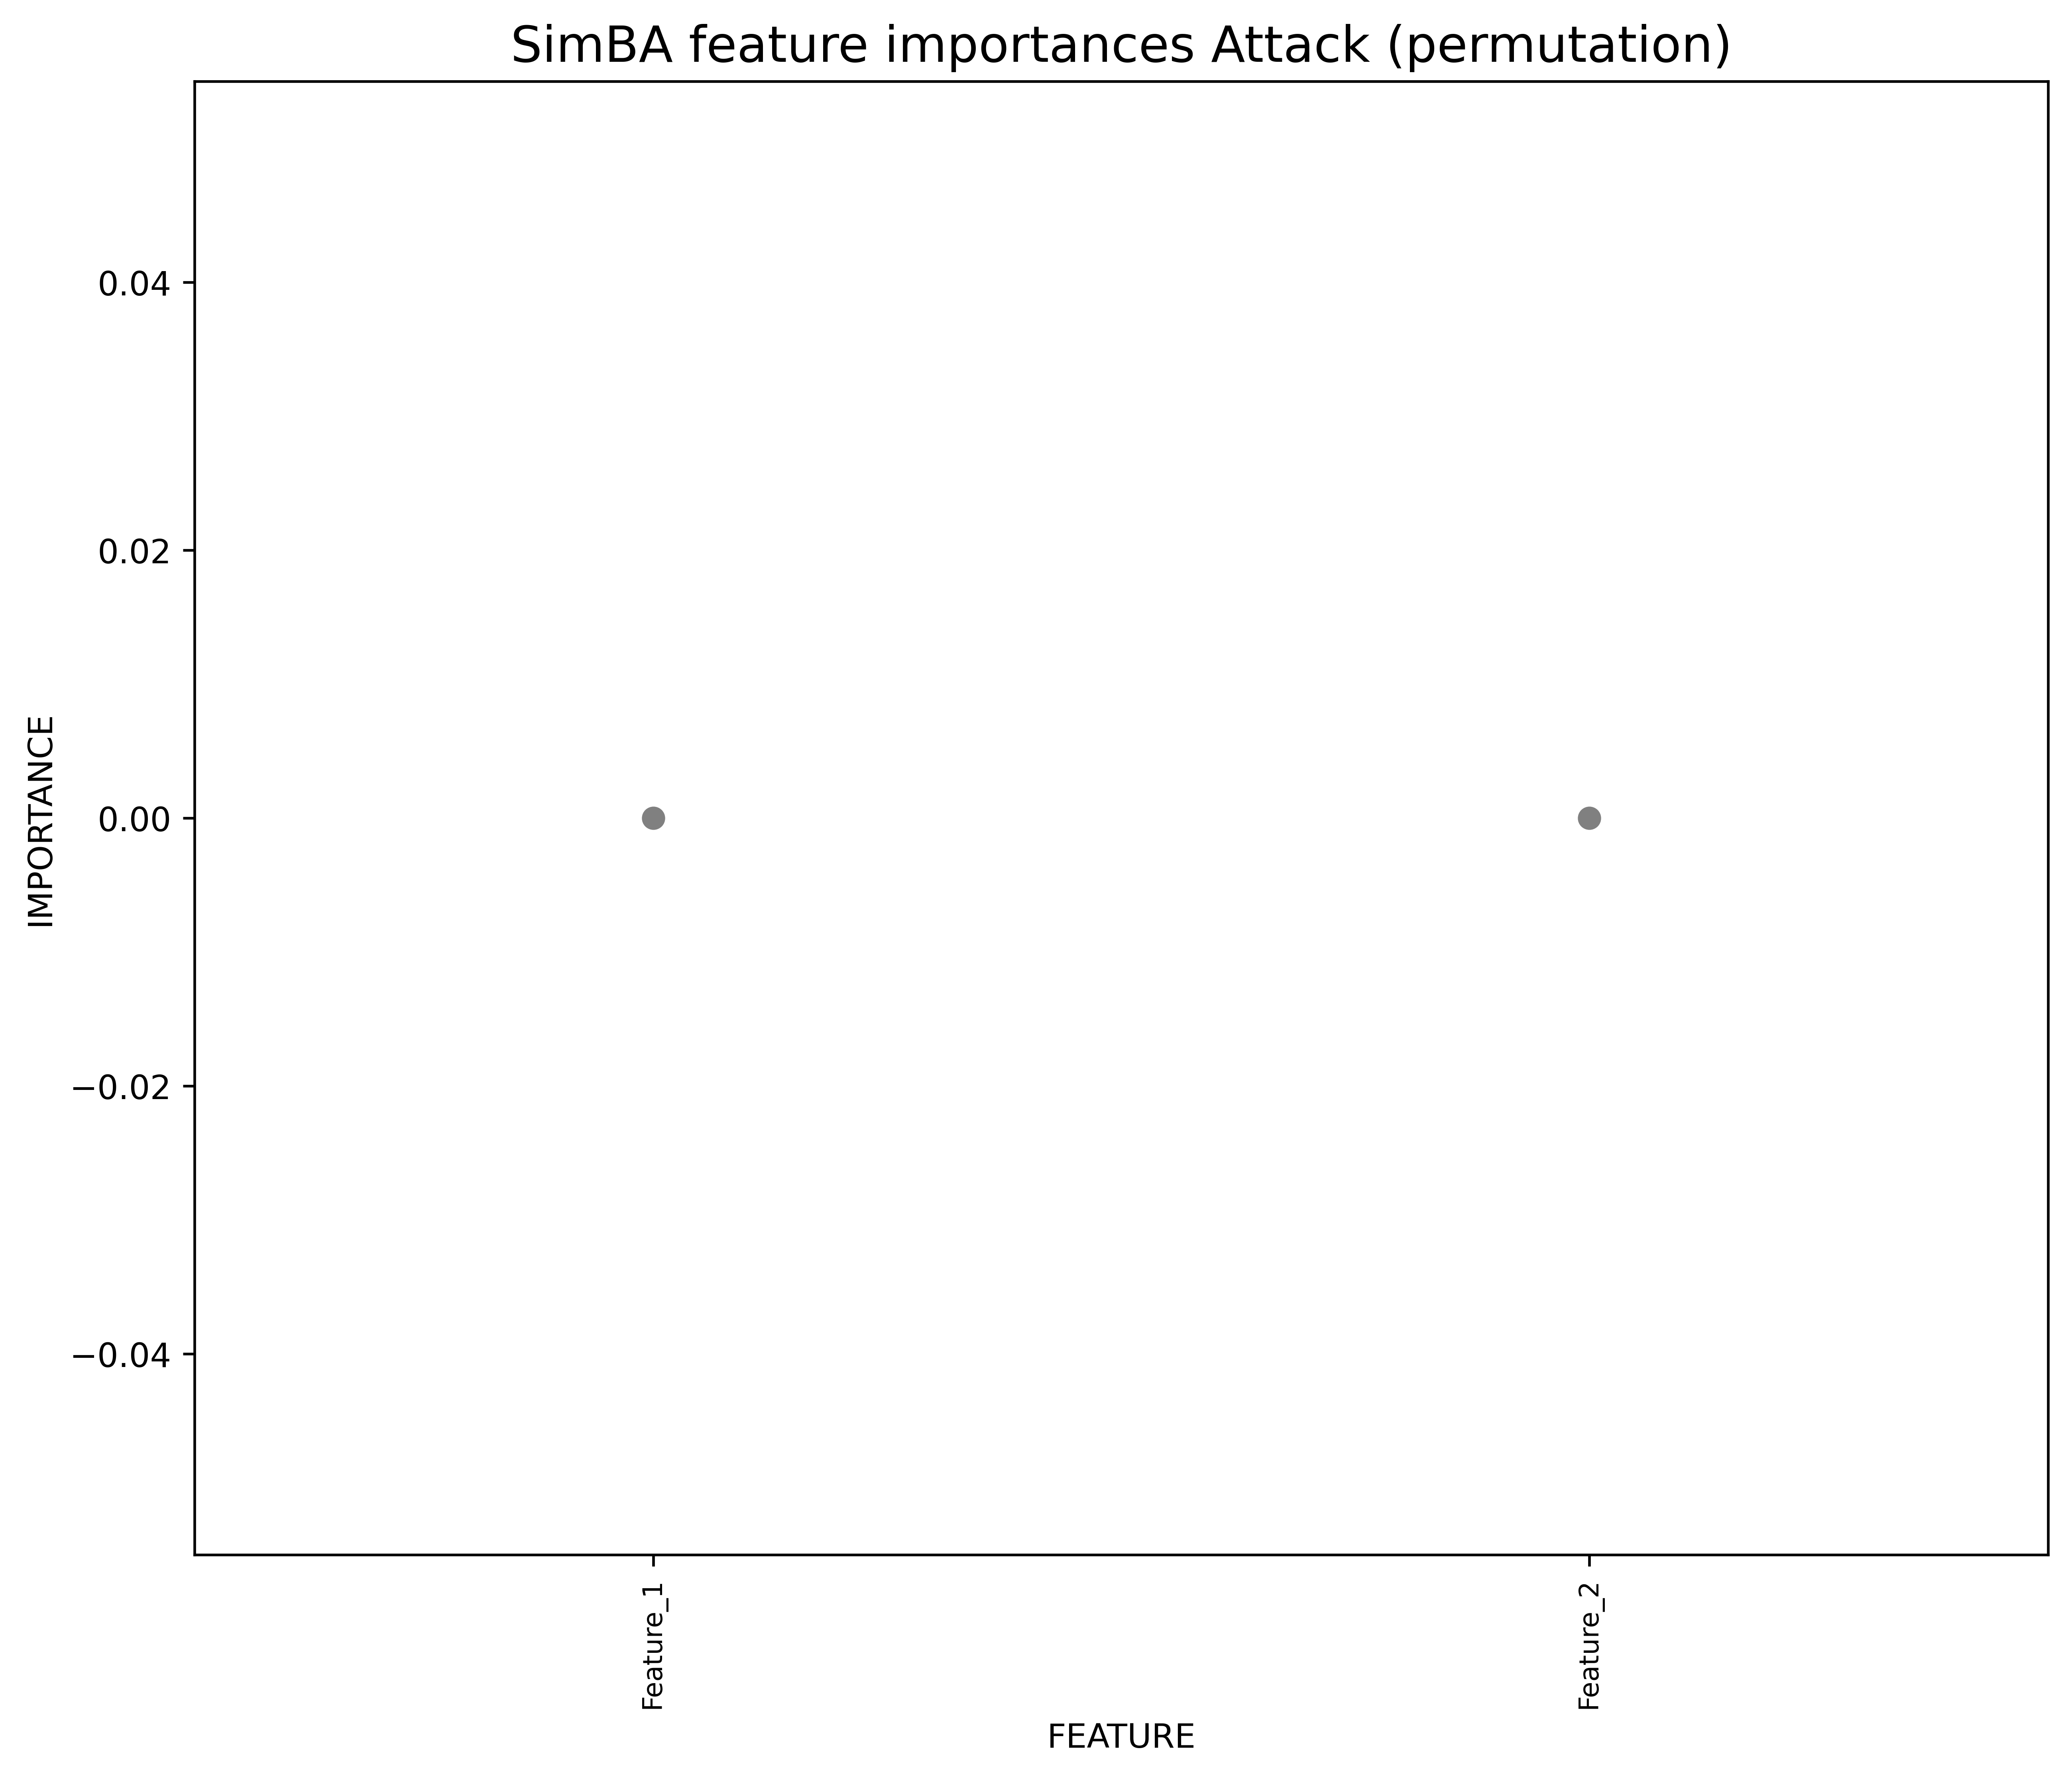 SimBA feature importances Attack (permutation)
IMPORTANCE
0.04
0.02
0.00
−0.02
−0.04
Feature_1
Feature_2
FEATURE